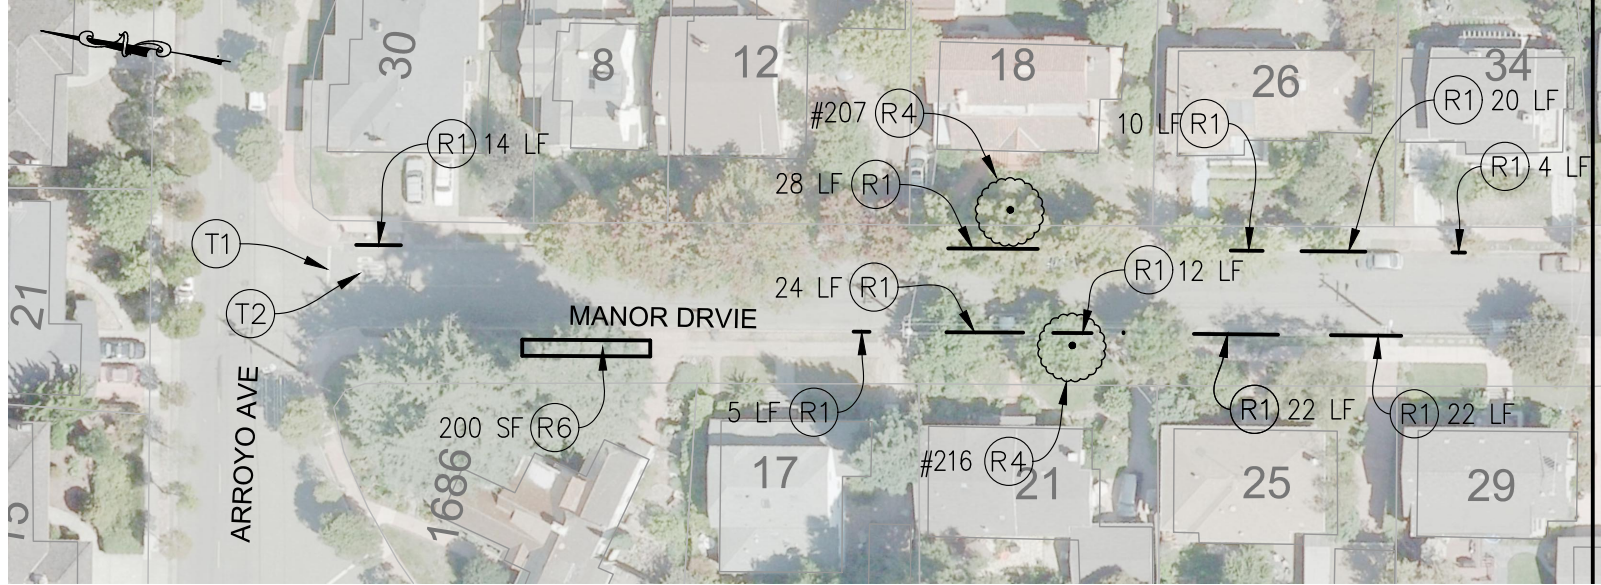 30
8
12
18
26
34
#207 R4
10 LF R1
R1 20 LF
R1 14 LF
28 LF R1
R1 4 LF
T1
T2
24 LF R1
R1 12 LF
MANOR DRVIE
21
ARROYO AVE
200 SF R6
5 LF R1
R1 22 LF
R1 22 LF
#216 R4
1686
17
21
25
29
15